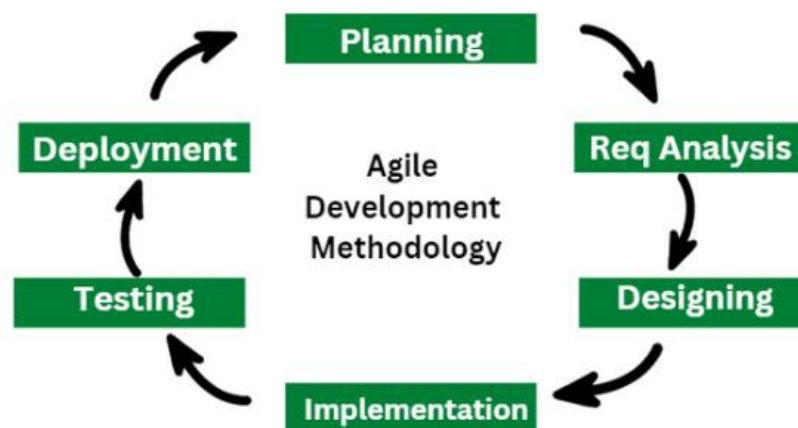 Planning
Req Analysis
Designing
Implementation
Testing
Deployment
Agile
Development
Methodology